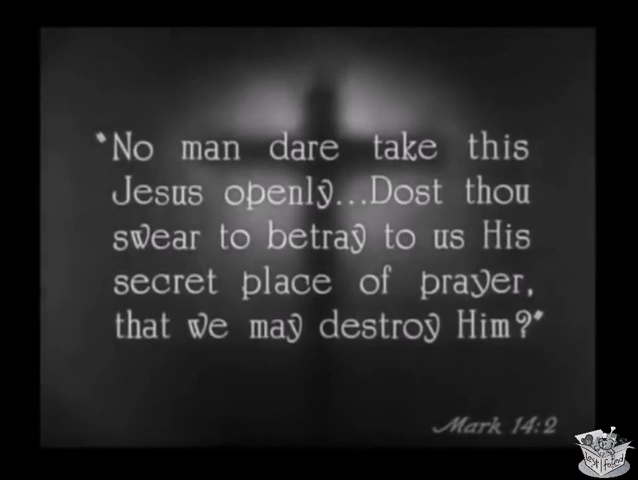 "No man dare take this
Jesus openly...Dost thou
swear to betray to us His
secret place of prayer,
that we may destroy Him?"
Mark 14:2